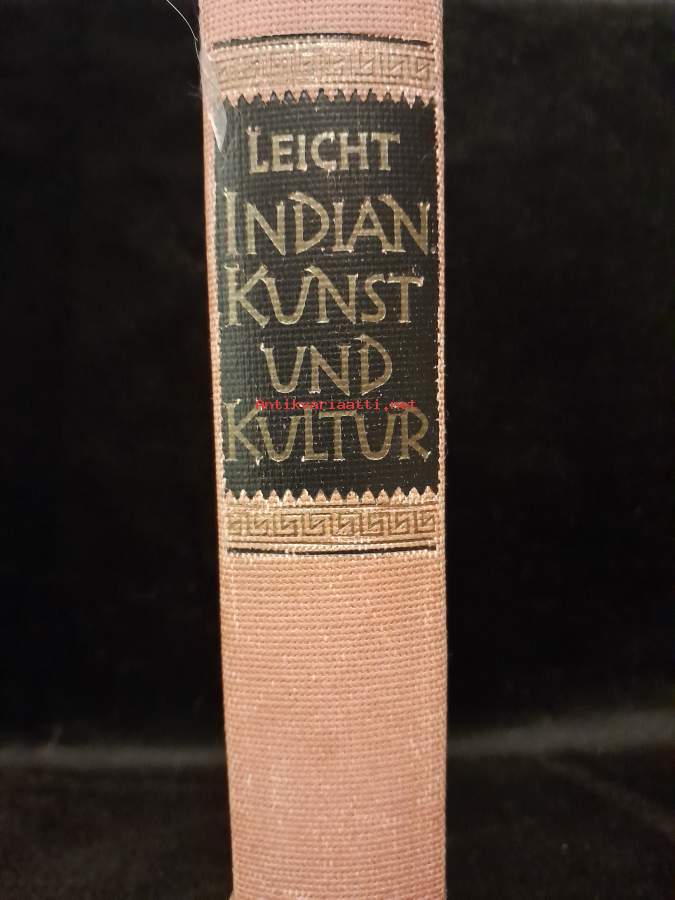 LEICHT
INDIAN
KUNST
UND
Antikvariaatti.net
KULTUR